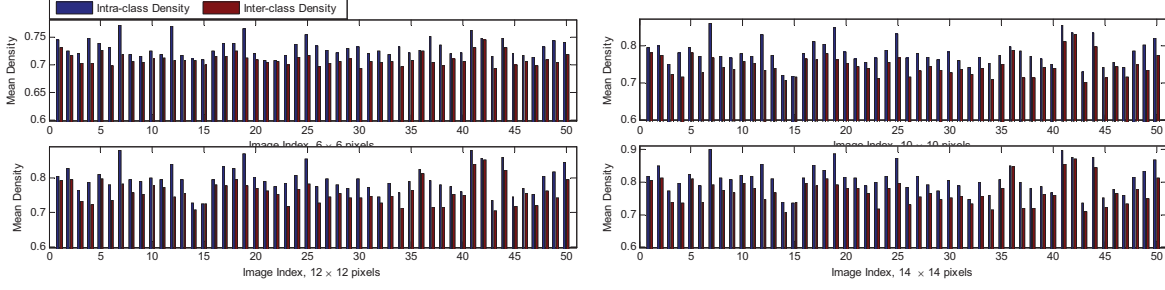 Intra-class Density Inter-class Density
Mean Density
0.75
0.7
0.65
0.6
0 5 10 15 20 25 30 35 40 45 50
Image Index, 6 × 6 pixels
Mean Density
0.8
0.7
0.6
0 5 10 15 20 25 30 35 40 45 50
Image Index, 10 × 10 pixels
Mean Density
0.8
0.7
0.6
0 5 10 15 20 25 30 35 40 45 50
Image Index, 12 × 12 pixels
Mean Density
0.9
0.8
0.7
0.6
0 5 10 15 20 25 30 35 40 45 50
Image Index, 14 × 14 pixels